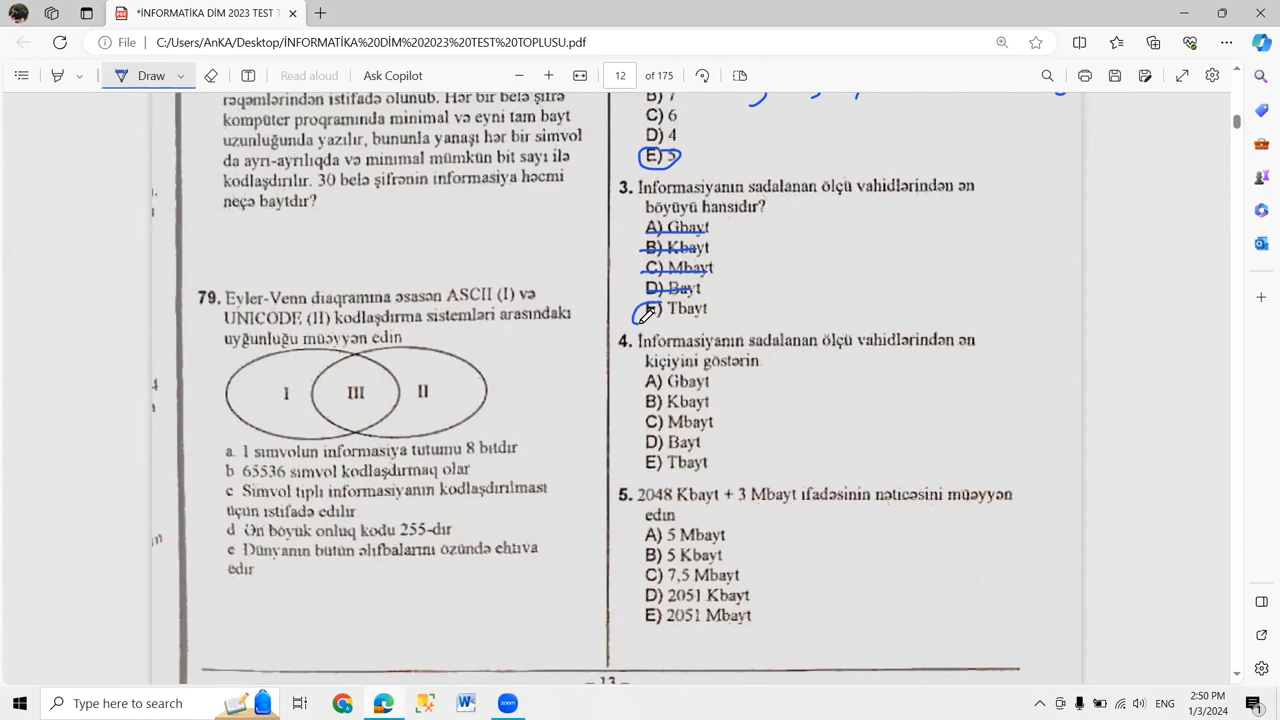 *İNFORMATİKA DİM 2023 TEST T
File
C:/Users/AnKA/Desktop/İNFORMATİKA%20DİM%202023%20TEST%20TOPLUSU.pdf
Draw
Read aloud
Ask Copilot
12
of 175
rəqəmlərindən istifadə olunub. Hər bir belə şifrə
kompüter proqramında minimal və eyni tam bayt
uzunluğunda yazılır, bununla yanaşı hər bir simvol
də ayrı-ayrılıqda və minimal mümkün bit sayı ilə
kodlaşdırılır. 30 belə şifrənin informasiya həcmi
neçə baytdır?
79. Eyler-Venn diaqramına əsasən ASCII (I) və
UNICODE (II) kodlaşdırma sistemləri arasındakı
uyğunluğu müəyyən edin
I
III
II
a. 1 simvolun informasiya tutumu 8 bitdir
b 65536 simvol kodlaşdırmaq olar
c Simvol tipli informasiyanın kodlaşdırılması
üçün istifadə edilir
d Ən böyük onluq kodu 255-dir
e Dünyanın bütün əlifbalarını özündə ehtiva
edir
B) 7
C) 6
D) 4
E) 5
3. İnformasiyanın sadalanan ölçü vahidlərindən ən
böyüyü hansıdır?
A) Gbayt
B) Kbayt
C) Mbayt
D) Bayt
E) Tbayt
4. İnformasiyanın sadalanan ölçü vahidlərindən ən
kiçiyini göstərin
A) Gbayt
B) Kbayt
C) Mbayt
D) Bayt
E) Tbayt
5. 2048 Kbayt + 3 Mbayt ifadəsinin nəticəsini müəyyən
edin
A) 5 Mbayt
B) 5 Kbayt
C) 7,5 Mbayt
D) 2051 Kbayt
E) 2051 Mbayt
– 13 –
Type here to search
ENG
2:50 PM
1/3/2024